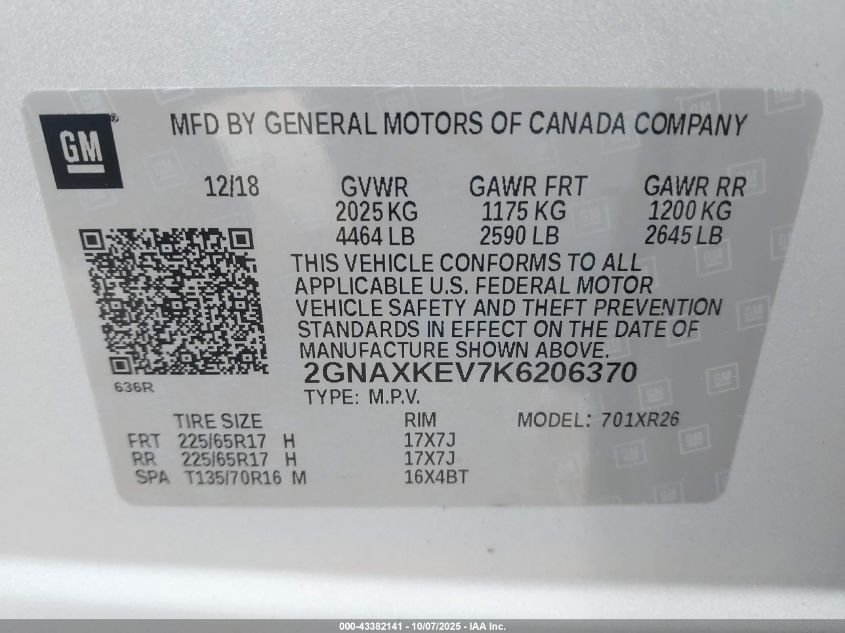 GM
MFD BY GENERAL MOTORS OF CANADA COMPANY
12/18 GVWR GAWR FRT GAWR RR
2025 KG 1175 KG 1200 KG
4464 LB 2590 LB 2645 LB
THIS VEHICLE CONFORMS TO ALL
APPLICABLE U.S. FEDERAL MOTOR
VEHICLE SAFETY AND THEFT PREVENTION
STANDARDS IN EFFECT ON THE DATE OF
MANUFACTURE SHOWN ABOVE.
2GNAXKEV7K6206370
636R
TYPE: M.P.V.
TIRE SIZE RIM MODEL: 701XR26
FRT 225/65R17 H 17X7J
RR 225/65R17 H 17X7J
SPA T135/70R16 M 16X4BT
000-43382141 - 10/07/2025 - IAA Inc.